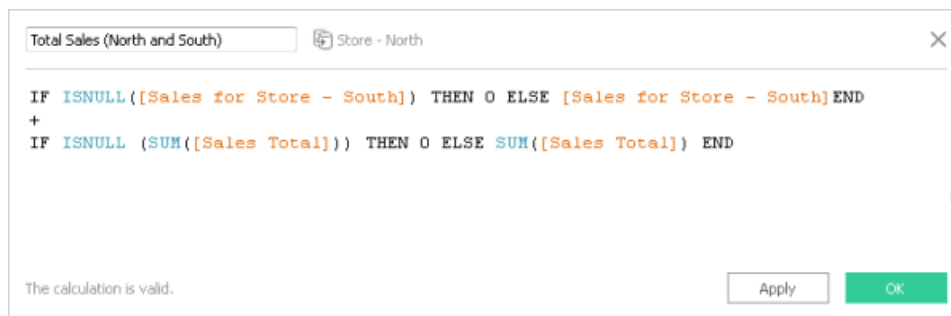 Total Sales (North and South) Store - North
IF ISNULL([Sales for Store - South]) THEN 0 ELSE [Sales for Store - South]END
+
IF ISNULL (SUM([Sales Total])) THEN 0 ELSE SUM([Sales Total]) END
The calculation is valid. Apply OK